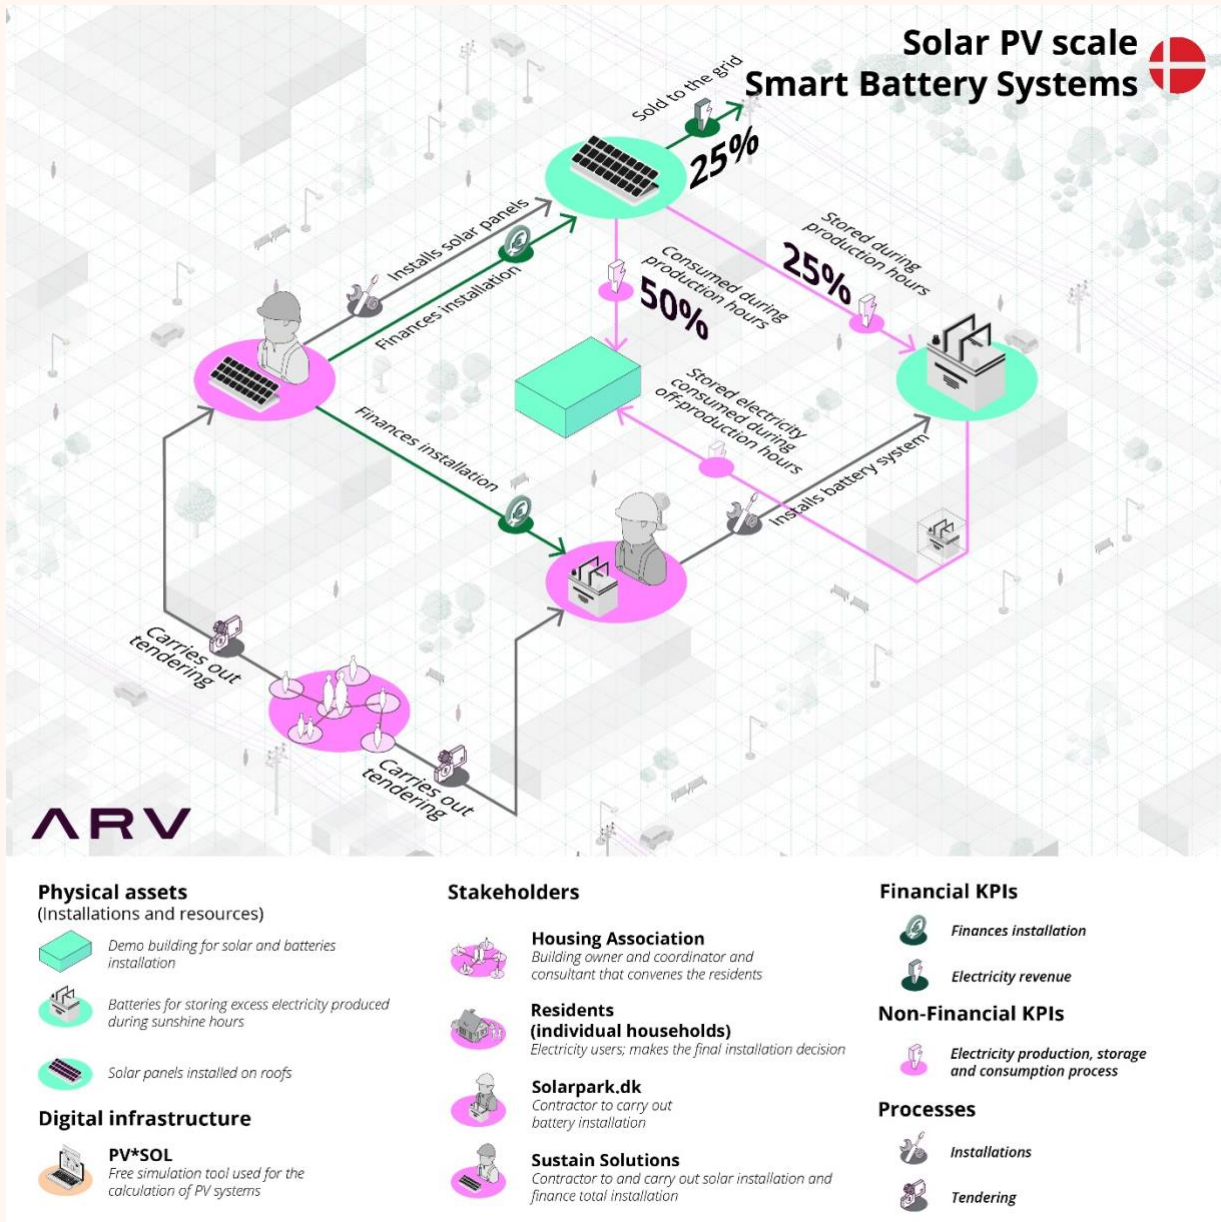 Solar PV scale
Smart Battery Systems
Sold to the grid
25%
Installs solar panels
Finances installation
Consumed during
production hours
50%
Stored during
production hours
25%
Stored electricity
consumed during
off-production hours
Finances installation
Installs battery system
Carries out
tendering
Carries out
tendering
ARV
Physical assets
(Installations and resources)
Demo building for solar and batteries
installation
Batteries for storing excess electricity produced
during sunshine hours
Solar panels installed on roofs
Digital infrastructure
PV*SOL
Free simulation tool used for the
calculation of PV systems
Stakeholders
Housing Association
Building owner and coordinator and
consultant that convenes the residents
Residents
(individual households)
Electricity users; makes the final installation decision
Solarpark.dk
Contractor to carry out
battery installation
Sustain Solutions
Contractor to and carry out solar installation and
finance total installation
Financial KPIs
Finances installation
Electricity revenue
Non-Financial KPIs
Electricity production, storage
and consumption process
Processes
Installations
Tendering